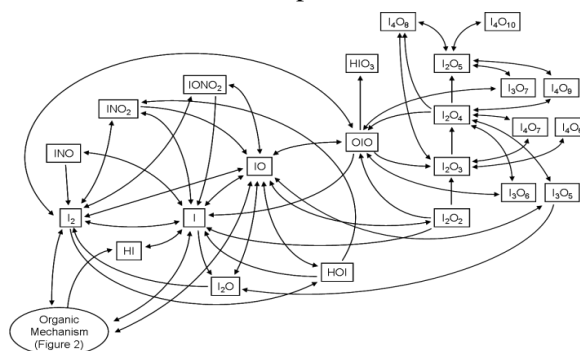 I₄O₈
I₄O₁₀
I₂O₅
HIO₃
IONO₂
I₃O₇
I₄O₉
INO₂
I₂O₄
OIO
I₄O₇
INO
IO
I₂O₃
I₃O₆
I₃O₅
I₂
I
I₂O₂
HI
HOI
I₂O
Organic
Mechanism
(Figure 2)